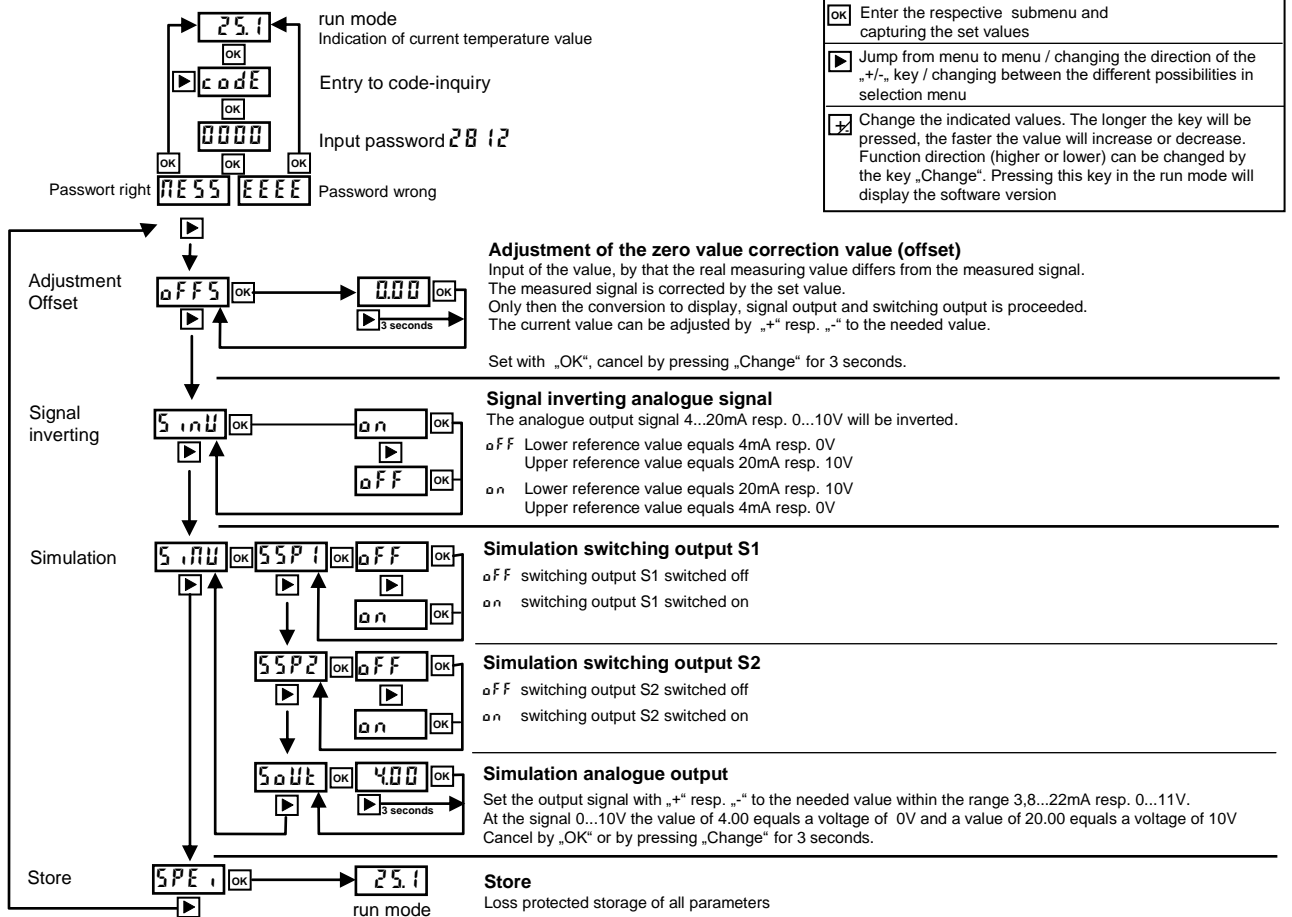 25.1
run mode
Indication of current temperature value
OK
codE
Entry to code-inquiry
OK
0000
Input password 2812
OK OK OK
Passwort right MESS EEEE Password wrong
OK Enter the respective submenu and
capturing the set values
Jump from menu to menu / changing the direction of the
„+/-„ key / changing between the different possibilities in
selection menu
Change the indicated values. The longer the key will be
pressed, the faster the value will increase or decrease.
Function direction (higher or lower) can be changed by
the key „Change“. Pressing this key in the run mode will
display the software version
Adjustment
Offset
oFFS OK 0.00 OK
3 seconds
Adjustment of the zero value correction value (offset)
Input of the value, by that the real measuring value differs from the measured signal.
The measured signal is corrected by the set value.
Only then the conversion to display, signal output and switching output is proceeded.
The current value can be adjusted by „+“ resp. „-“ to the needed value.
Set with „OK“, cancel by pressing „Change“ for 3 seconds.
Signal
inverting
SinU OK on OK
oFF OK
Signal inverting analogue signal
The analogue output signal 4...20mA resp. 0...10V will be inverted.
oFF Lower reference value equals 4mA resp. 0V
Upper reference value equals 20mA resp. 10V
on Lower reference value equals 20mA resp. 10V
Upper reference value equals 4mA resp. 0V
Simulation
SiMU OK SSP1 OK oFF OK
on OK
Simulation switching output S1
oFF switching output S1 switched off
on switching output S1 switched on
SSP2 OK oFF OK
on OK
Simulation switching output S2
oFF switching output S2 switched off
on switching output S2 switched on
SoUt OK 4.00 OK
3 seconds
Simulation analogue output
Set the output signal with „+“ resp. „-“ to the needed value within the range 3,8...22mA resp. 0...11V.
At the signal 0...10V the value of 4.00 equals a voltage of 0V and a value of 20.00 equals a voltage of 10V
Cancel by „OK“ or by pressing „Change“ for 3 seconds.
Store
SPEi OK 25.1
run mode
Store
Loss protected storage of all parameters